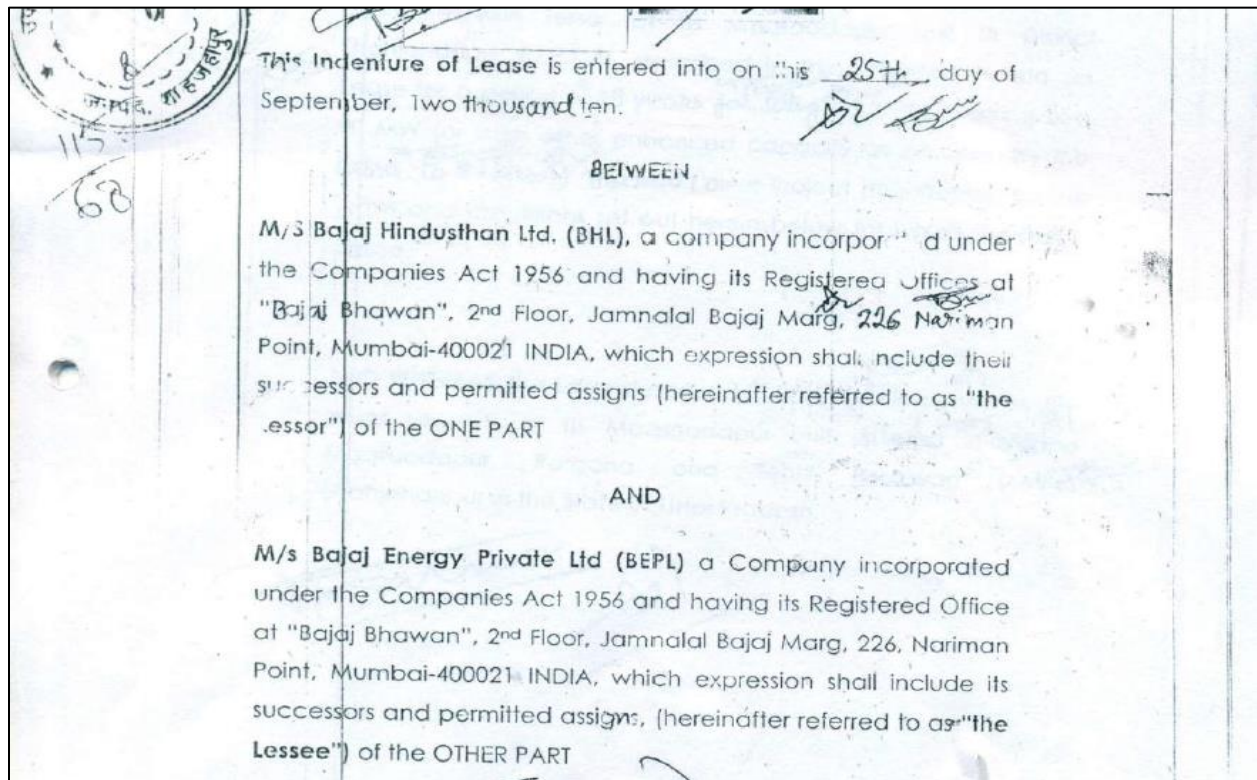 जनपद, शाहजहांपुर
8
115
68
This Indenture of Lease is entered into on this 25th day of
September, Two thousand ten.
BETWEEN
M/S Bajaj Hindusthan Ltd. (BHL), a company incorpor d under
the Companies Act 1956 and having its Registered Offices at
"Bajaj Bhawan", 2nd Floor, Jamnalal Bajaj Marg, 226 Nariman
Point, Mumbai-400021 INDIA, which expression shall include their
successors and permitted assigns (hereinafter referred to as "the
Lessor") of the ONE PART
AND
M/s Bajaj Energy Private Ltd (BEPL) a Company incorporated
under the Companies Act 1956 and having its Registered Office
at "Bajaj Bhawan", 2nd Floor, Jamnalal Bajaj Marg, 226, Nariman
Point, Mumbai-400021 INDIA, which expression shall include its
successors and permitted assigns, (hereinafter referred to as "the
Lessee") of the OTHER PART